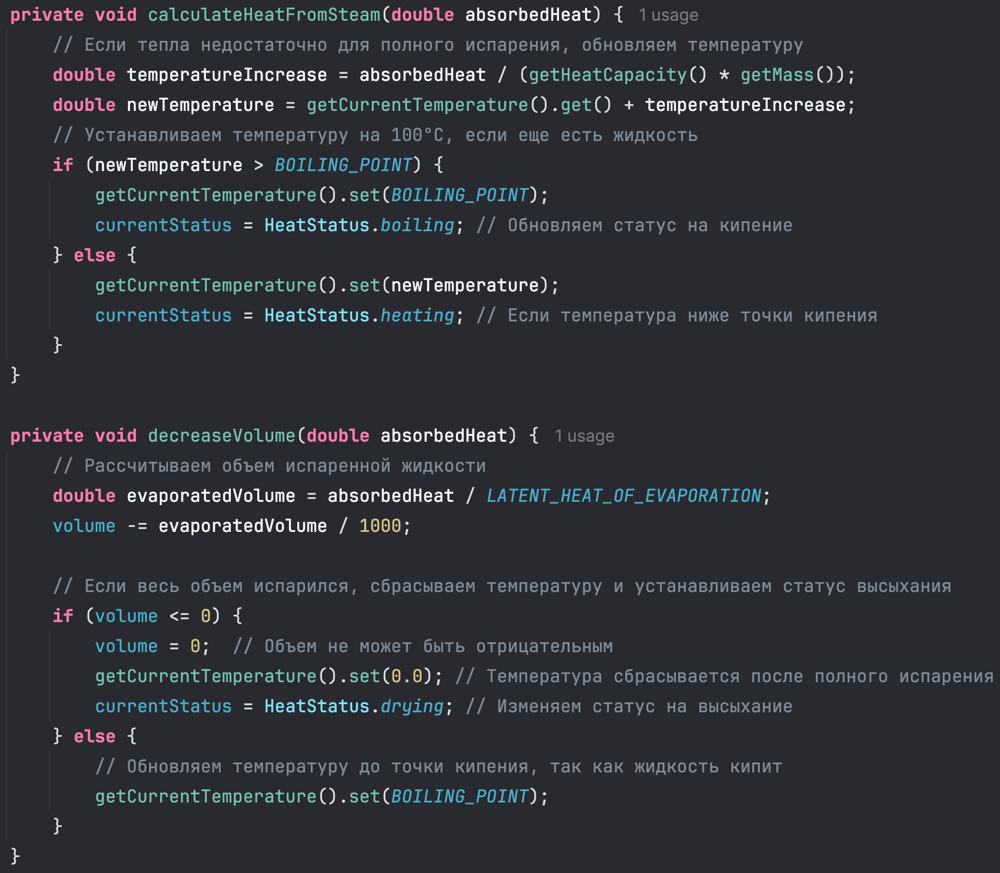 private void calculateHeatFromSteam(double absorbedHeat) { 1 usage
    // Если тепла недостаточно для полного испарения, обновляем температуру
    double temperatureIncrease = absorbedHeat / (getHeatCapacity() * getMass());
    double newTemperature = getCurrentTemperature().get() + temperatureIncrease;
    // Устанавливаем температуру на 100°C, если еще есть жидкость
    if (newTemperature > BOILING_POINT) {
        getCurrentTemperature().set(BOILING_POINT);
        currentStatus = HeatStatus.boiling; // Обновляем статус на кипение
    } else {
        getCurrentTemperature().set(newTemperature);
        currentStatus = HeatStatus.heating; // Если температура ниже точки кипения
    }
}

private void decreaseVolume(double absorbedHeat) { 1 usage
    // Рассчитываем объем испаренной жидкости
    double evaporatedVolume = absorbedHeat / LATENT_HEAT_OF_EVAPORATION;
    volume -= evaporatedVolume / 1000;

    // Если весь объем испарился, сбрасываем температуру и устанавливаем статус высыхания
    if (volume <= 0) {
        volume = 0;  // Объем не может быть отрицательным
        getCurrentTemperature().set(0.0); // Температура сбрасывается после полного испарения
        currentStatus = HeatStatus.drying; // Изменяем статус на высыхание
    } else {
        // Обновляем температуру до точки кипения, так как жидкость кипит
        getCurrentTemperature().set(BOILING_POINT);
    }
}